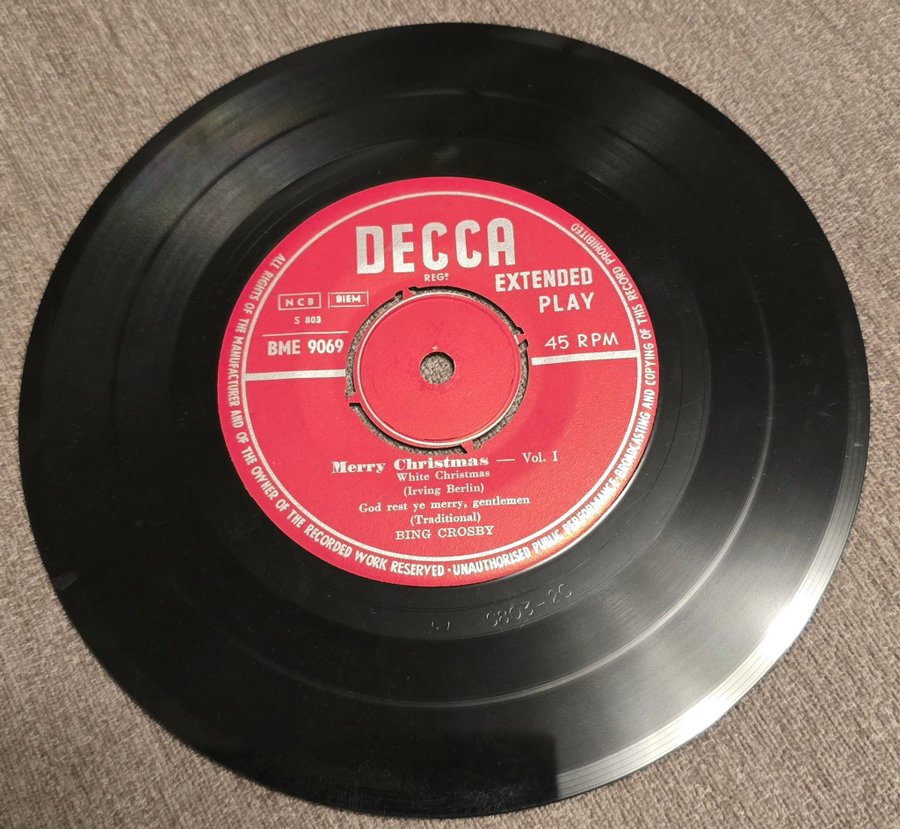 DECCA
REGD
EXTENDED
PLAY
NCB BIEM
S 803
BME 9069
45 RPM
Merry Christmas — Vol. I
White Christmas
(Irving Berlin)
God rest ye merry, gentlemen
(Traditional)
BING CROSBY
ALL RIGHTS OF THE MANUFACTURER AND OF THE OWNER OF THE RECORDED WORK RESERVED · UNAUTHORISED PUBLIC PERFORMANCE BROADCASTING AND COPYING OF THIS RECORD PROHIBITED